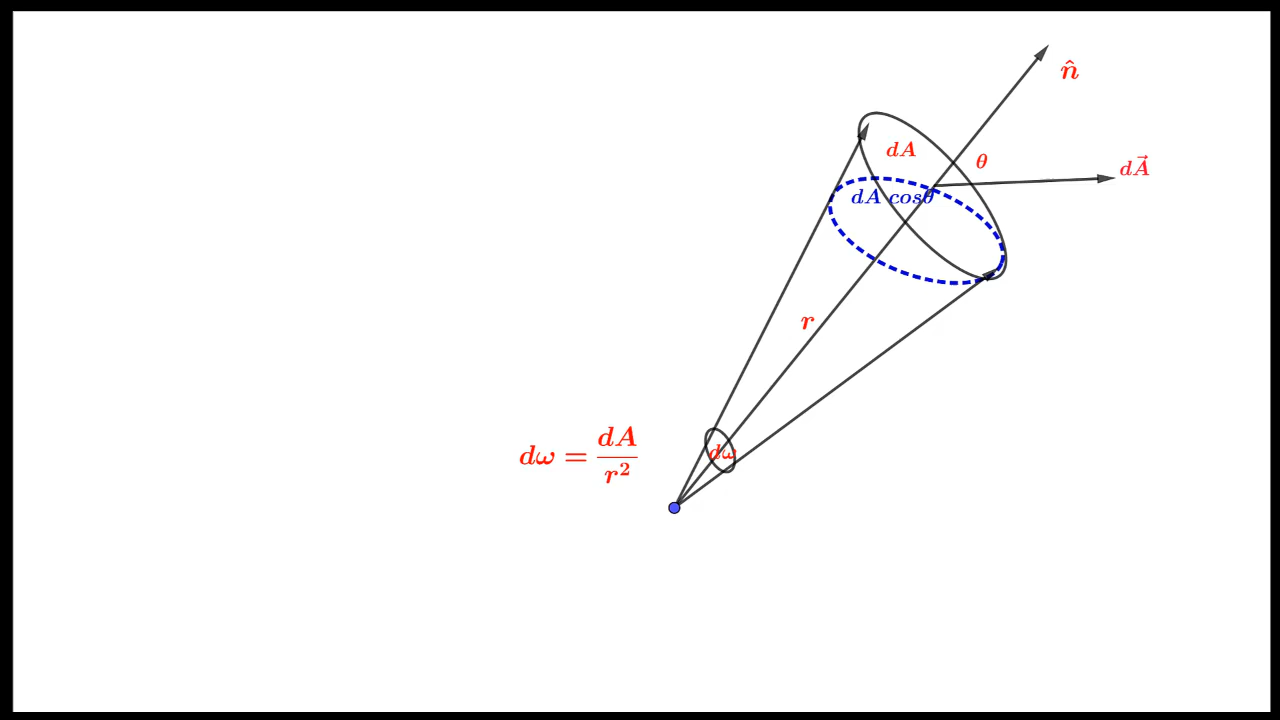 n̂
dA
θ
dA⃗
dA cosθ
r
dω
dω = dA/r²